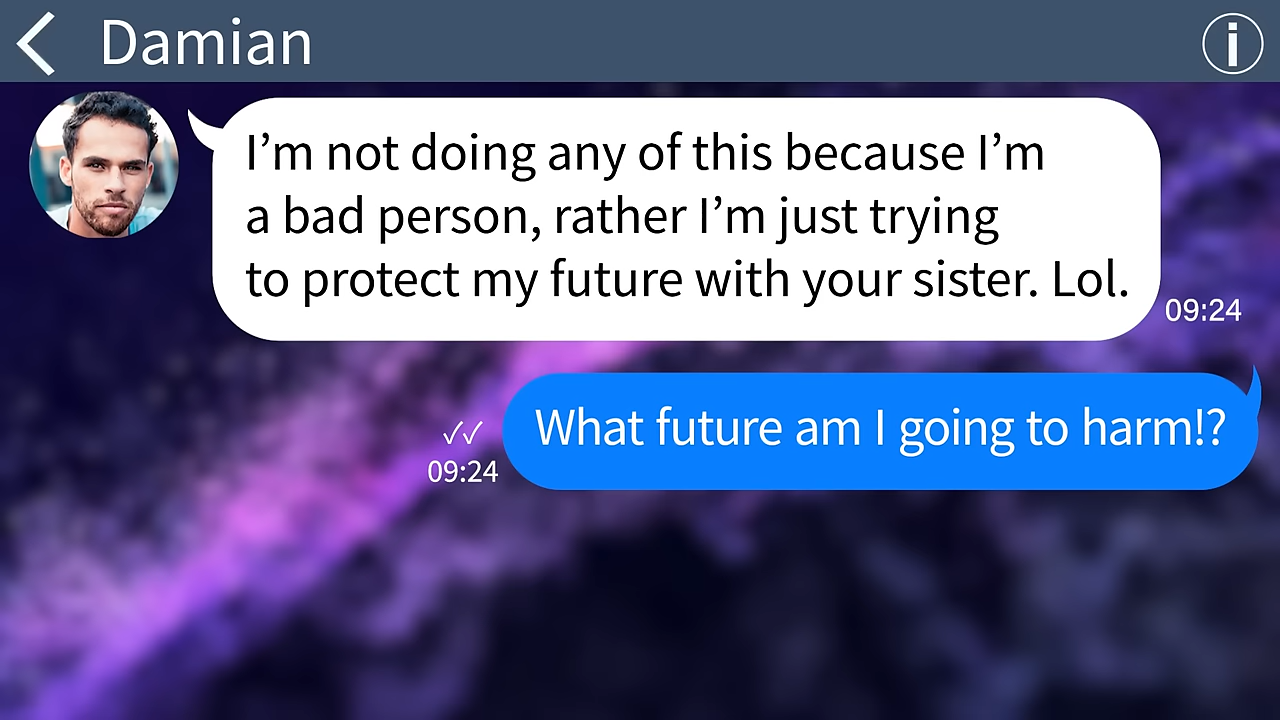 Damian
I’m not doing any of this because I’m
a bad person, rather I’m just trying
to protect my future with your sister. Lol.
09:24
What future am I going to harm!?
09:24